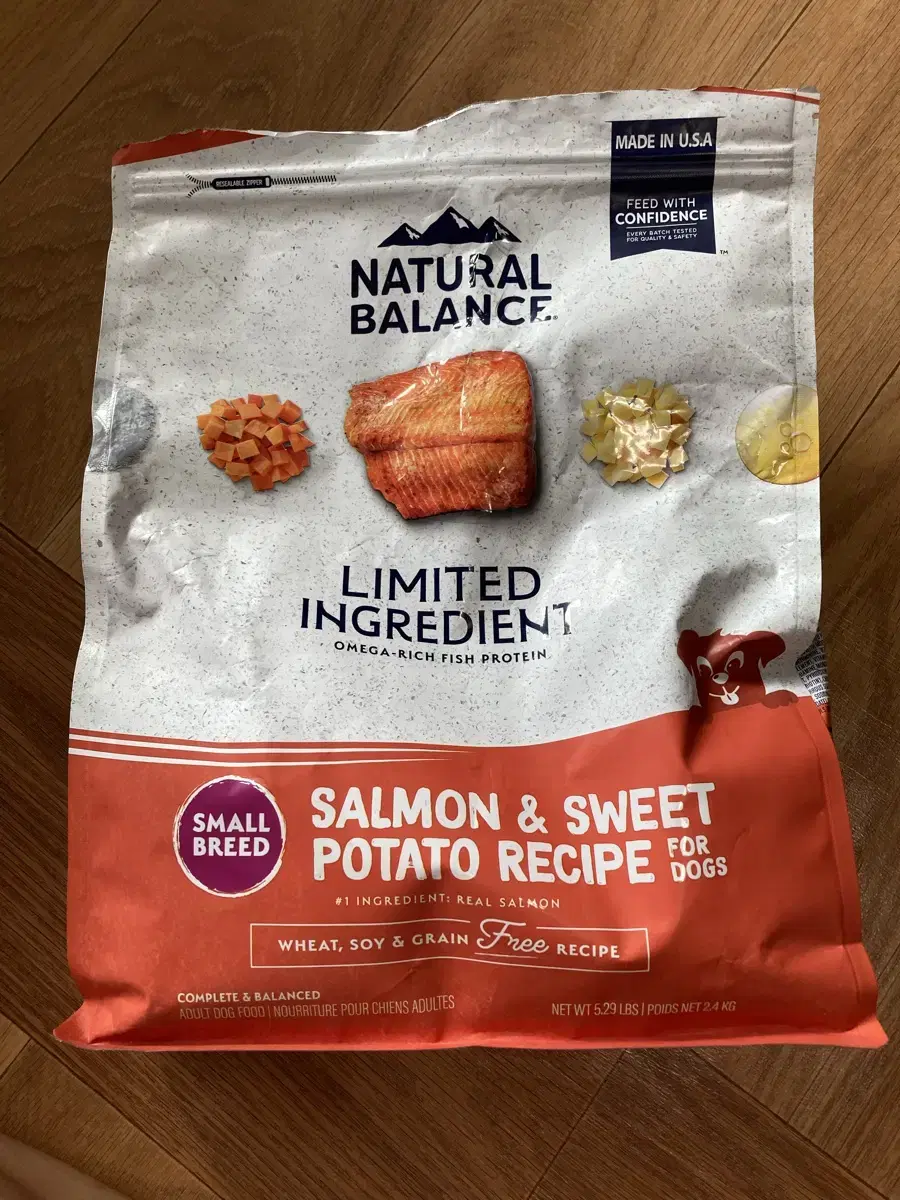 RESEALABLE ZIPPER
MADE IN U.S.A
FEED WITH
CONFIDENCE
EVERY BATCH TESTED
FOR QUALITY & SAFETY
™
NATURAL
BALANCE®
LIMITED
INGREDIENT
OMEGA-RICH FISH PROTEIN
SMALL
BREED
SALMON & SWEET
POTATO RECIPE FOR
DOGS
#1 INGREDIENT: REAL SALMON
WHEAT, SOY & GRAIN Free RECIPE
COMPLETE & BALANCED
ADULT DOG FOOD | NOURRITURE POUR CHIENS ADULTES
NET WT 5.29 LBS | POIDS NET 2.4 KG